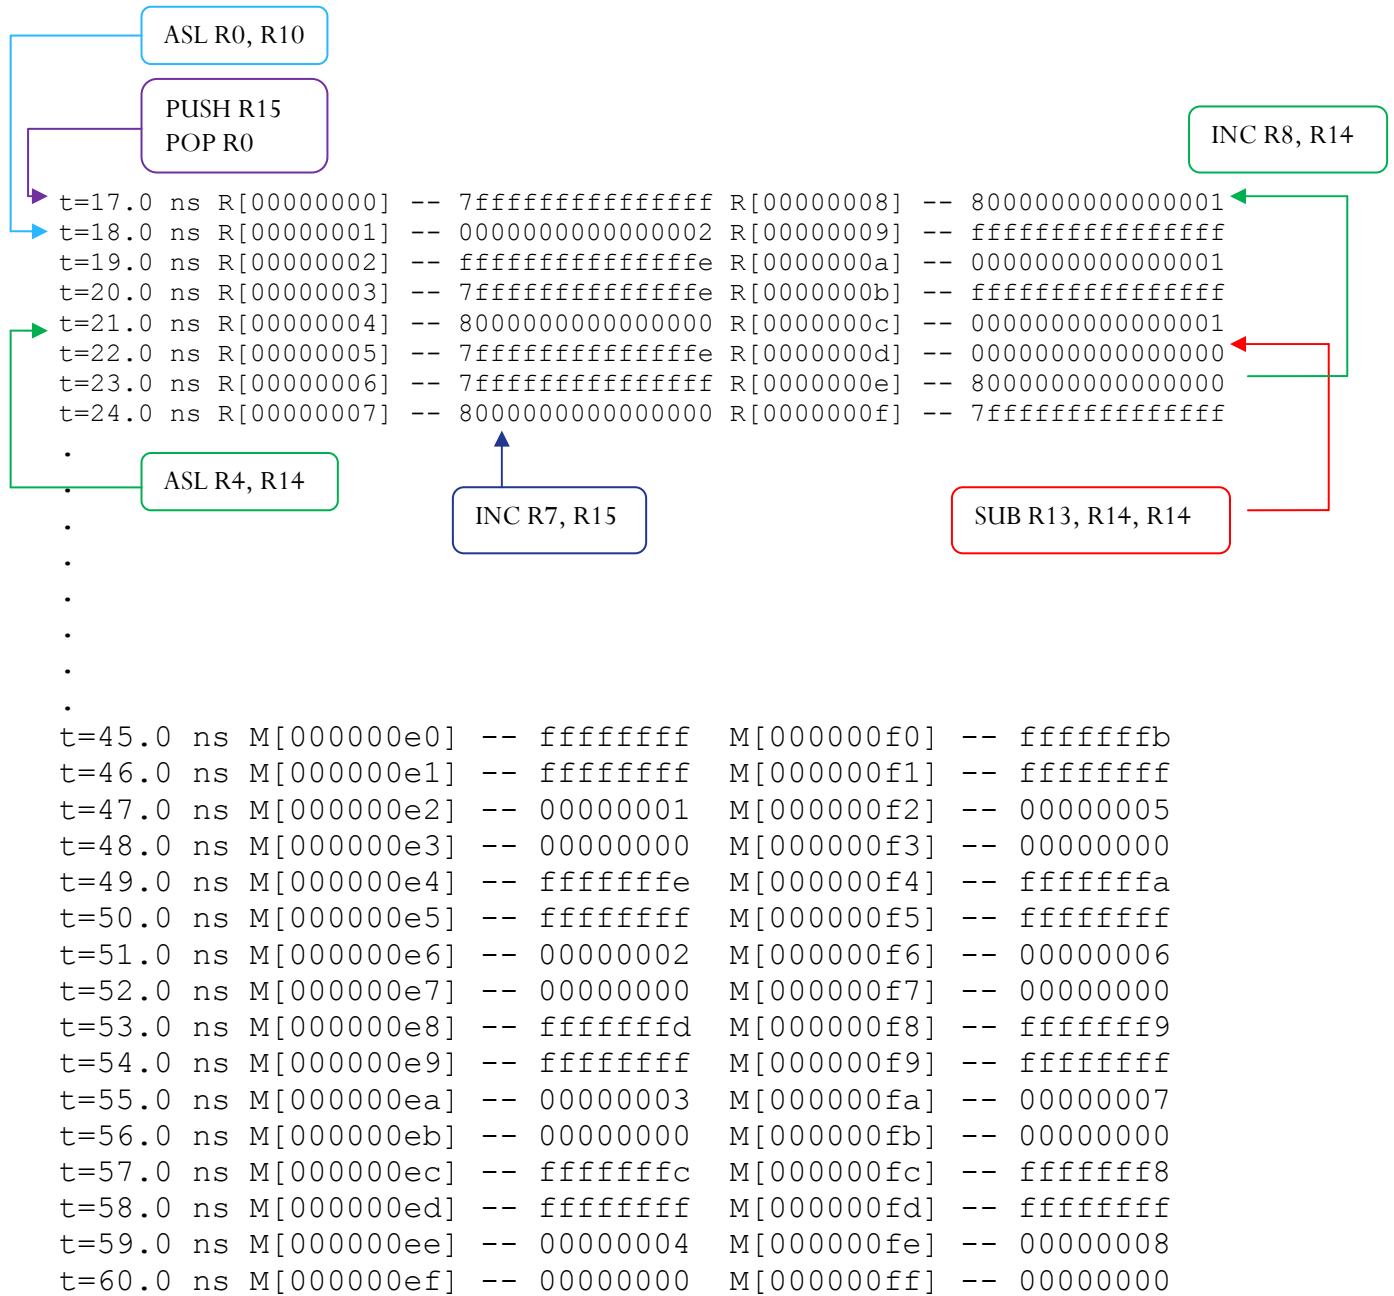 ASL R0, R10
PUSH R15
POP R0
INC R8, R14
t=17.0 ns R[00000000] -- 7fffffffffffffff R[00000008] -- 8000000000000001
t=18.0 ns R[00000001] -- 0000000000000002 R[00000009] -- ffffffffffffffff
t=19.0 ns R[00000002] -- fffffffffffffffe R[0000000a] -- 0000000000000001
t=20.0 ns R[00000003] -- 7ffffffffffffffe R[0000000b] -- ffffffffffffffff
t=21.0 ns R[00000004] -- 8000000000000000 R[0000000c] -- 0000000000000001
t=22.0 ns R[00000005] -- 7ffffffffffffffe R[0000000d] -- 0000000000000000
t=23.0 ns R[00000006] -- 7fffffffffffffff R[0000000e] -- 8000000000000000
t=24.0 ns R[00000007] -- 8000000000000000 R[0000000f] -- 7fffffffffffffff
.
ASL R4, R14
.
INC R7, R15
SUB R13, R14, R14
.
.
.
.
.
.
t=45.0 ns M[000000e0] -- ffffffff M[000000f0] -- fffffffb
t=46.0 ns M[000000e1] -- ffffffff M[000000f1] -- ffffffff
t=47.0 ns M[000000e2] -- 00000001 M[000000f2] -- 00000005
t=48.0 ns M[000000e3] -- 00000000 M[000000f3] -- 00000000
t=49.0 ns M[000000e4] -- fffffffe M[000000f4] -- fffffffa
t=50.0 ns M[000000e5] -- ffffffff M[000000f5] -- ffffffff
t=51.0 ns M[000000e6] -- 00000002 M[000000f6] -- 00000006
t=52.0 ns M[000000e7] -- 00000000 M[000000f7] -- 00000000
t=53.0 ns M[000000e8] -- fffffffd M[000000f8] -- fffffff9
t=54.0 ns M[000000e9] -- ffffffff M[000000f9] -- ffffffff
t=55.0 ns M[000000ea] -- 00000003 M[000000fa] -- 00000007
t=56.0 ns M[000000eb] -- 00000000 M[000000fb] -- 00000000
t=57.0 ns M[000000ec] -- fffffffc M[000000fc] -- fffffff8
t=58.0 ns M[000000ed] -- ffffffff M[000000fd] -- ffffffff
t=59.0 ns M[000000ee] -- 00000004 M[000000fe] -- 00000008
t=60.0 ns M[000000ef] -- 00000000 M[000000ff] -- 00000000